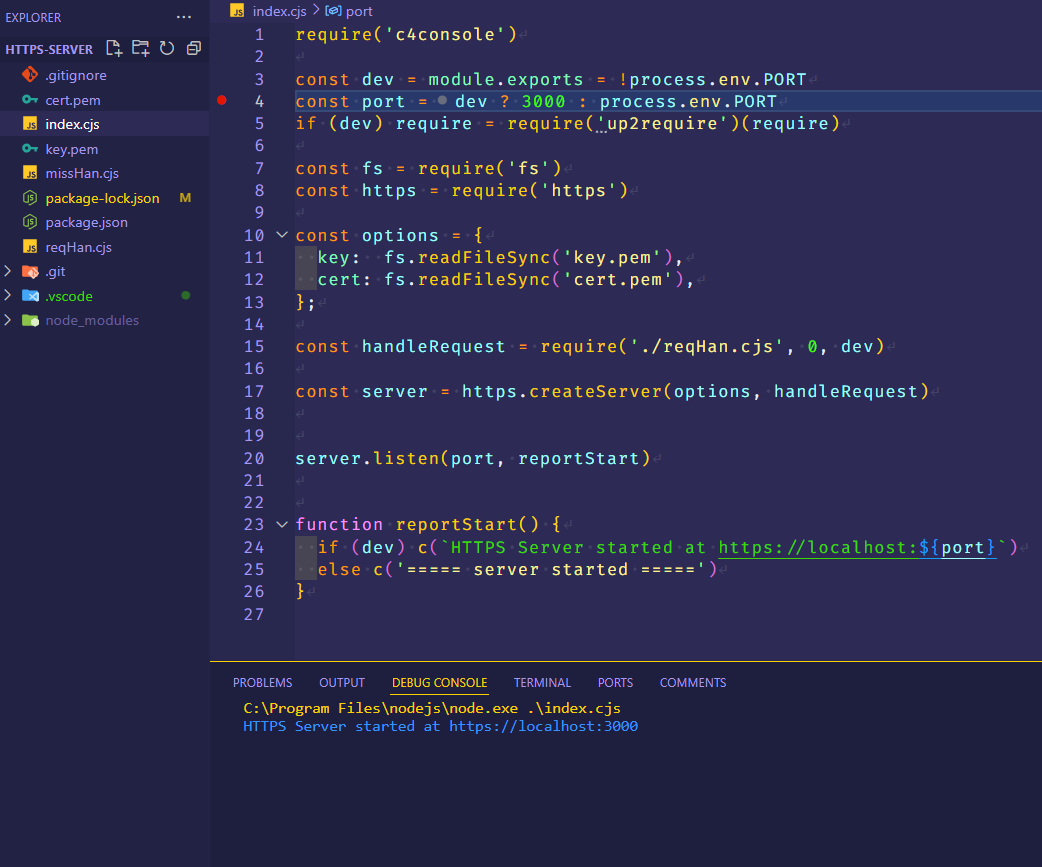 EXPLORER
HTTPS-SERVER
.gitignore
cert.pem
index.cjs
key.pem
missHan.cjs
package-lock.json M
package.json
reqHan.cjs
.git
.vscode
node_modules
index.cjs > port
1 require('c4console')
2
3 const dev = module.exports = !process.env.PORT
4 const port = dev ? 3000 : process.env.PORT
5 if (dev) require = require('up2require')(require)
6
7 const fs = require('fs')
8 const https = require('https')
9
10 const options = {
11   key:  fs.readFileSync('key.pem'),
12   cert: fs.readFileSync('cert.pem'),
13 };
14
15 const handleRequest = require('./reqHan.cjs', 0, dev)
16
17 const server = https.createServer(options, handleRequest)
18
19
20 server.listen(port, reportStart)
21
22
23 function reportStart() {
24   if (dev) c(`HTTPS Server started at https://localhost:${port}`)
25   else c('===== server started =====')
26 }
27
PROBLEMS OUTPUT DEBUG CONSOLE TERMINAL PORTS COMMENTS
C:\Program Files\nodejs\node.exe .\index.cjs
HTTPS Server started at https://localhost:3000